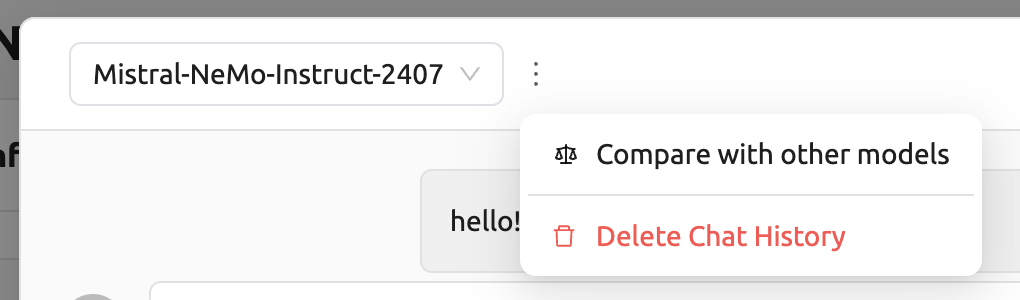 Mistral-NeMo-Instruct-2407
Compare with other models
hello!
Delete Chat History